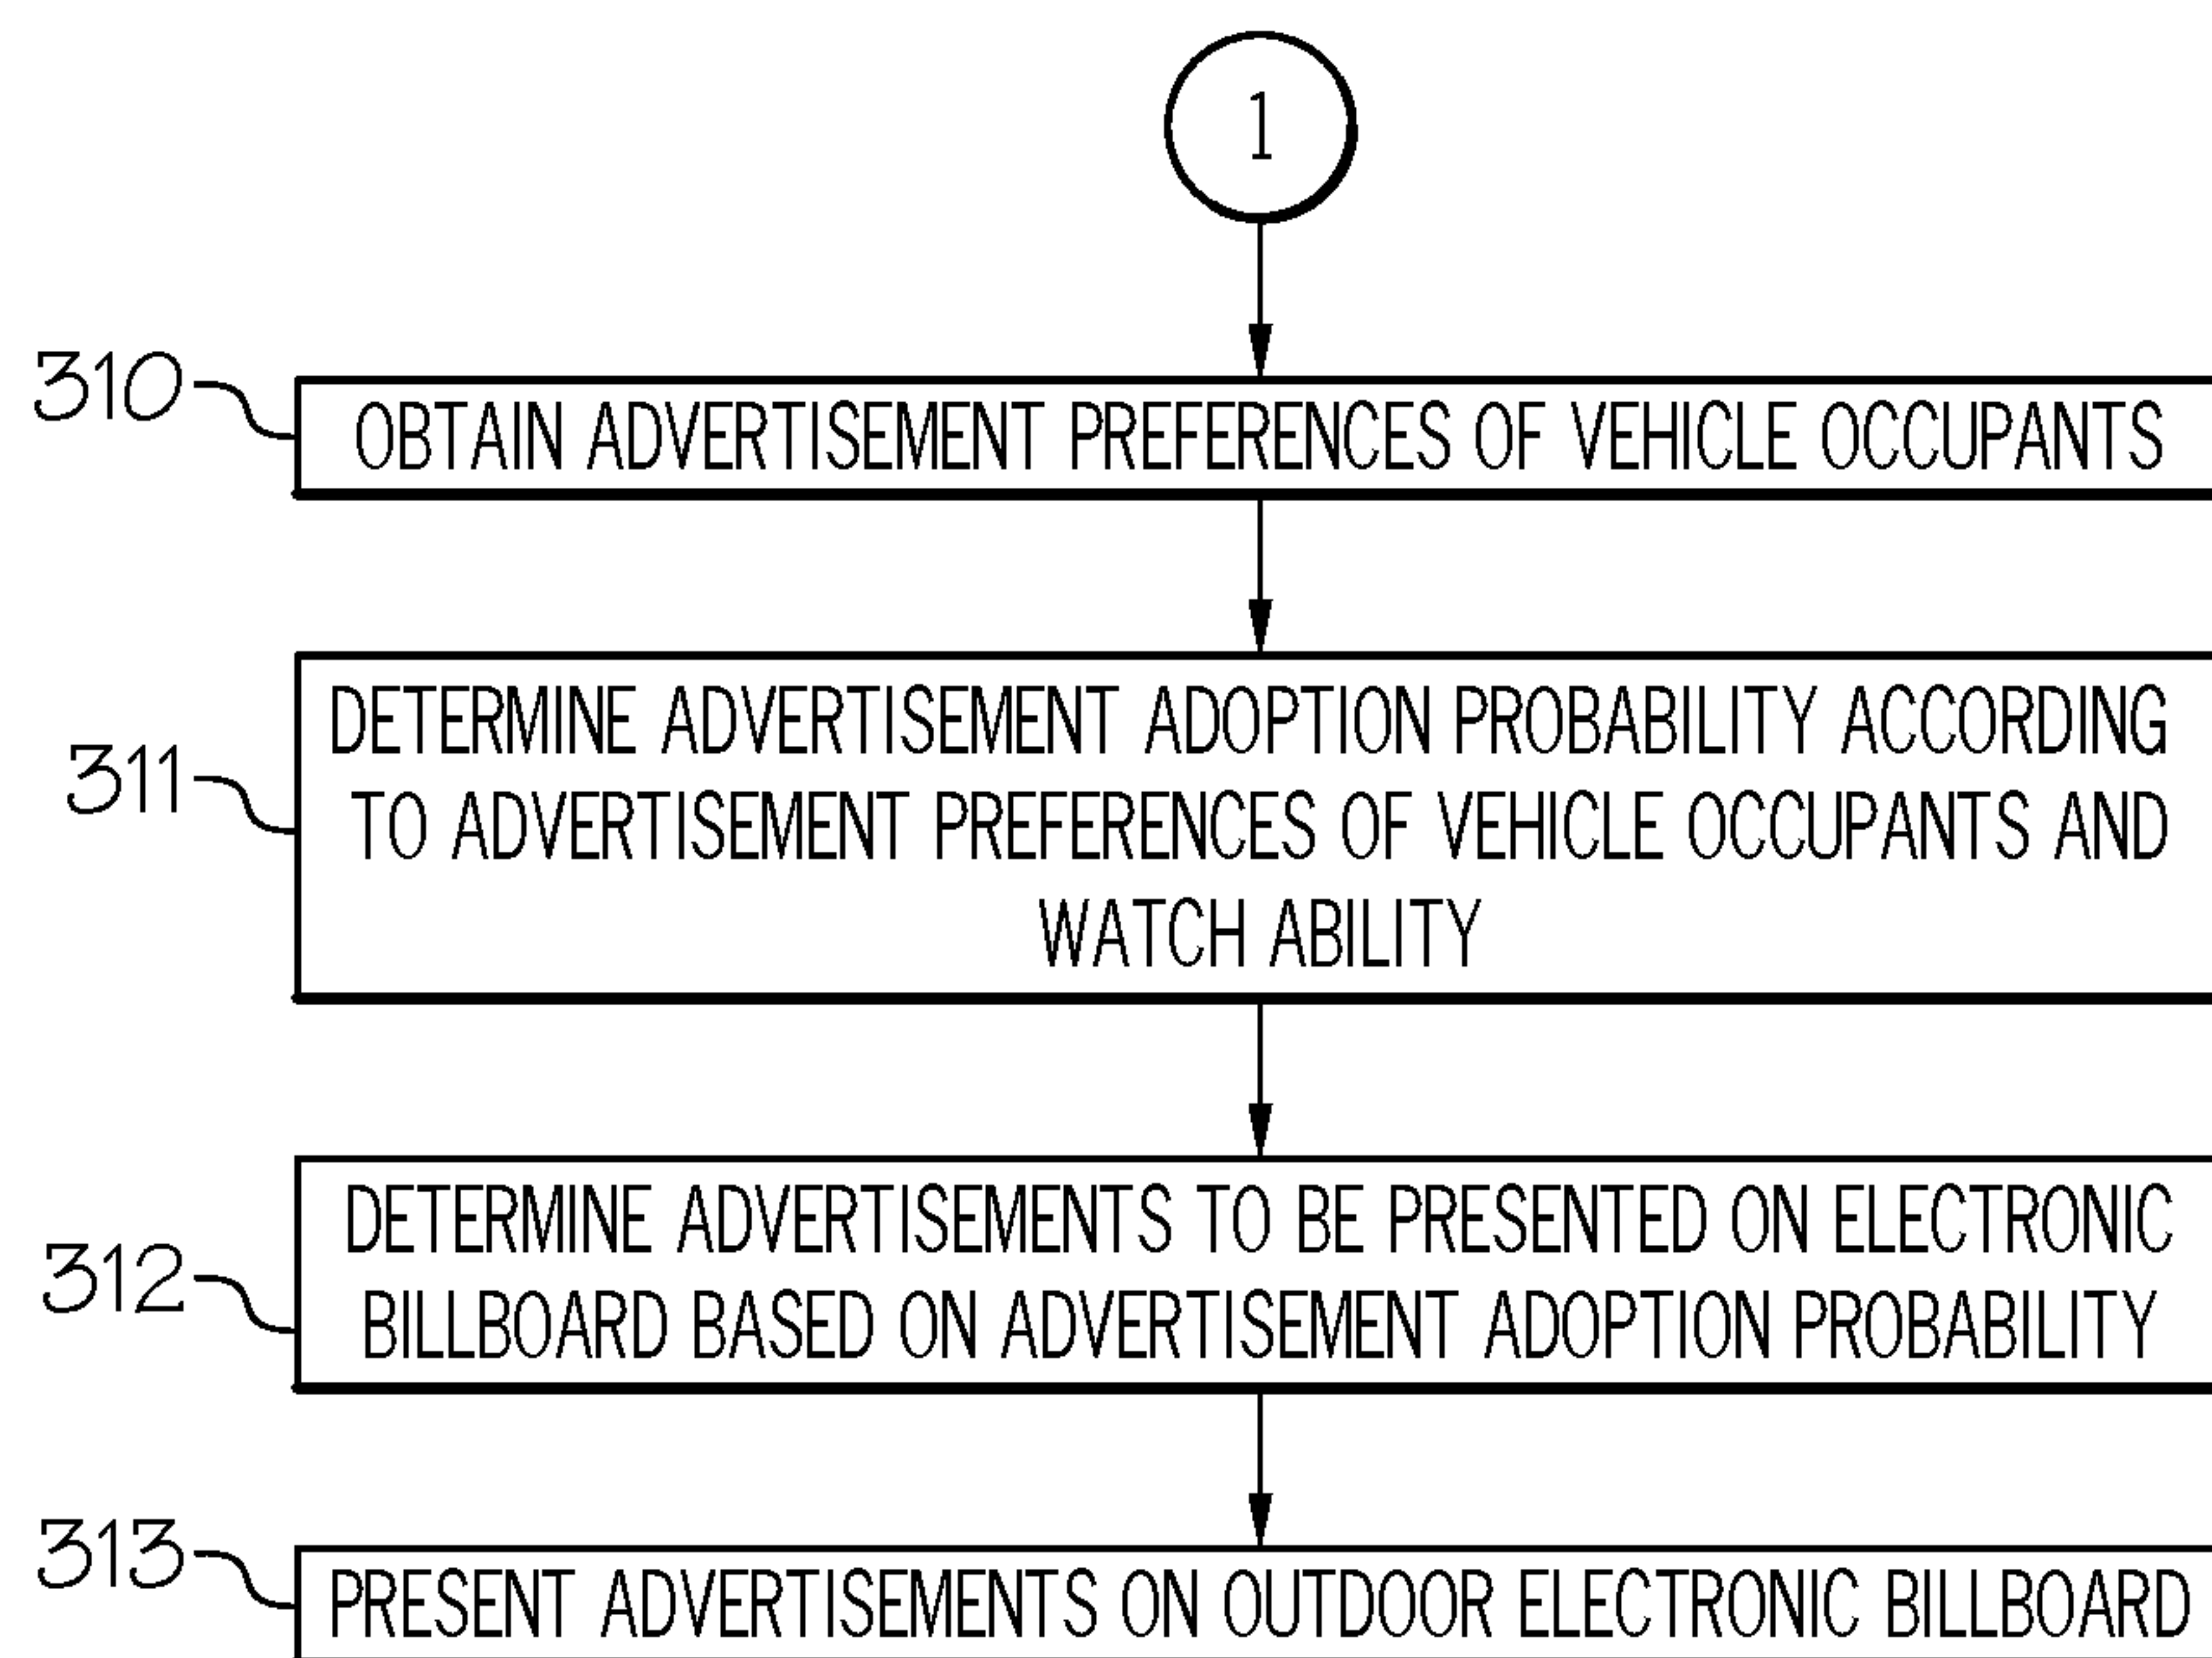 1
310
OBTAIN ADVERTISEMENT PREFERENCES OF VEHICLE OCCUPANTS
311
DETERMINE ADVERTISEMENT ADOPTION PROBABILITY ACCORDING
TO ADVERTISEMENT PREFERENCES OF VEHICLE OCCUPANTS AND
WATCH ABILITY
312
DETERMINE ADVERTISEMENTS TO BE PRESENTED ON ELECTRONIC
BILLBOARD BASED ON ADVERTISEMENT ADOPTION PROBABILITY
313
PRESENT ADVERTISEMENTS ON OUTDOOR ELECTRONIC BILLBOARD